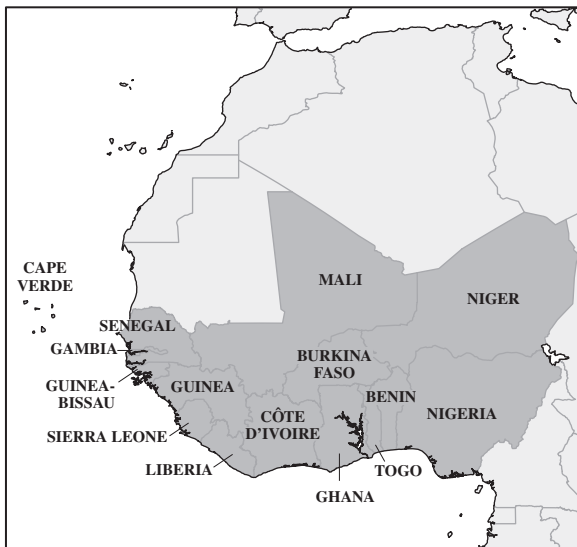 MALI
CAPE
VERDE
NIGER
SENEGAL
GAMBIA
BURKINA
FASO
GUINEA-
BISSAU
GUINEA
BENIN
CÔTE
D'IVOIRE
NIGERIA
SIERRA LEONE
LIBERIA
TOGO
GHANA